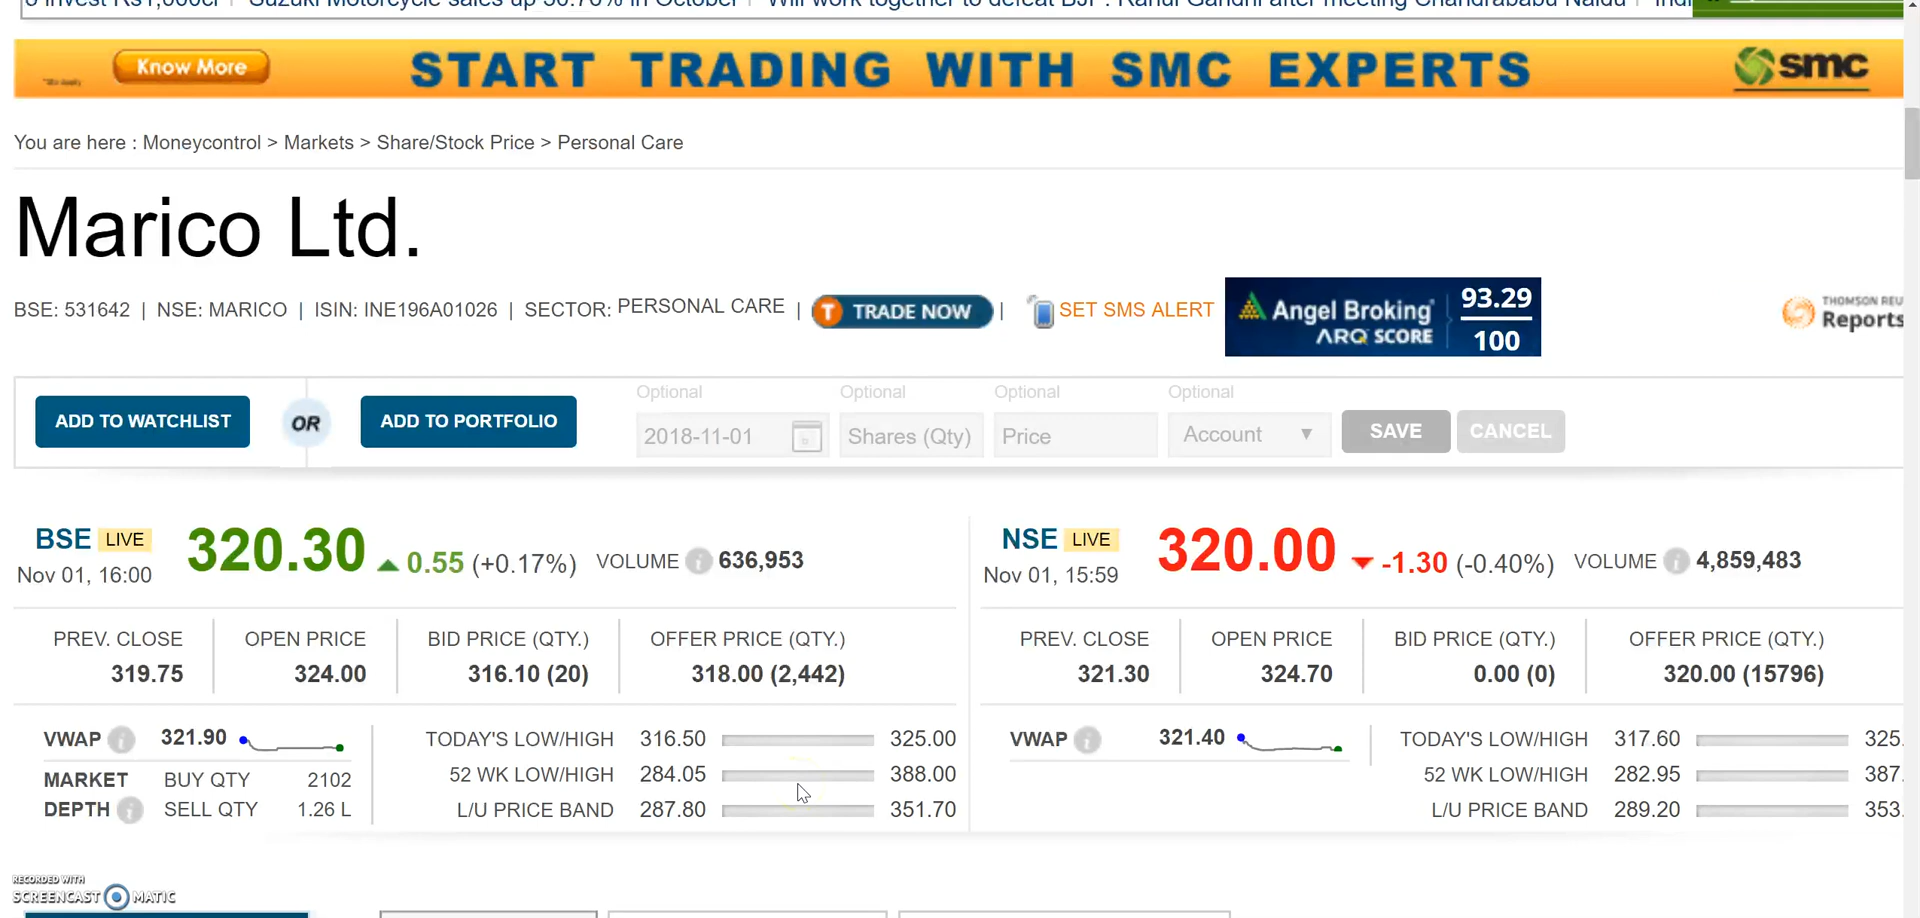 Suzuki Motorcycle sales up 30.70% in October | Will work together to defeat BJP: Rahul Gandhi after meeting Chandrababu Naidu
Know More START TRADING WITH SMC EXPERTS smc
You are here : Moneycontrol > Markets > Share/Stock Price > Personal Care
Marico Ltd.
BSE: 531642 | NSE: MARICO | ISIN: INE196A01026 | SECTOR: PERSONAL CARE | T TRADE NOW | SET SMS ALERT Angel Broking ARQ SCORE 93.29 100 THOMSON REU Reports
Optional Optional Optional Optional
ADD TO WATCHLIST OR ADD TO PORTFOLIO 2018-11-01 Shares (Qty) Price Account ▼ SAVE CANCEL
BSE LIVE 320.30 ▲ 0.55 (+0.17%) VOLUME i 636,953
Nov 01, 16:00
PREV. CLOSE OPEN PRICE BID PRICE (QTY.) OFFER PRICE (QTY.)
319.75 324.00 316.10 (20) 318.00 (2,442)
VWAP i 321.90 TODAY'S LOW/HIGH 316.50 325.00
MARKET BUY QTY 2102 52 WK LOW/HIGH 284.05 388.00
DEPTH i SELL QTY 1.26 L L/U PRICE BAND 287.80 351.70
NSE LIVE 320.00 ▼ -1.30 (-0.40%) VOLUME i 4,859,483
Nov 01, 15:59
PREV. CLOSE OPEN PRICE BID PRICE (QTY.) OFFER PRICE (QTY.)
321.30 324.70 0.00 (0) 320.00 (15796)
VWAP i 321.40 TODAY'S LOW/HIGH 317.60 325.
52 WK LOW/HIGH 282.95 387.
L/U PRICE BAND 289.20 353.
RECORDED WITH
SCREENCAST MATIC